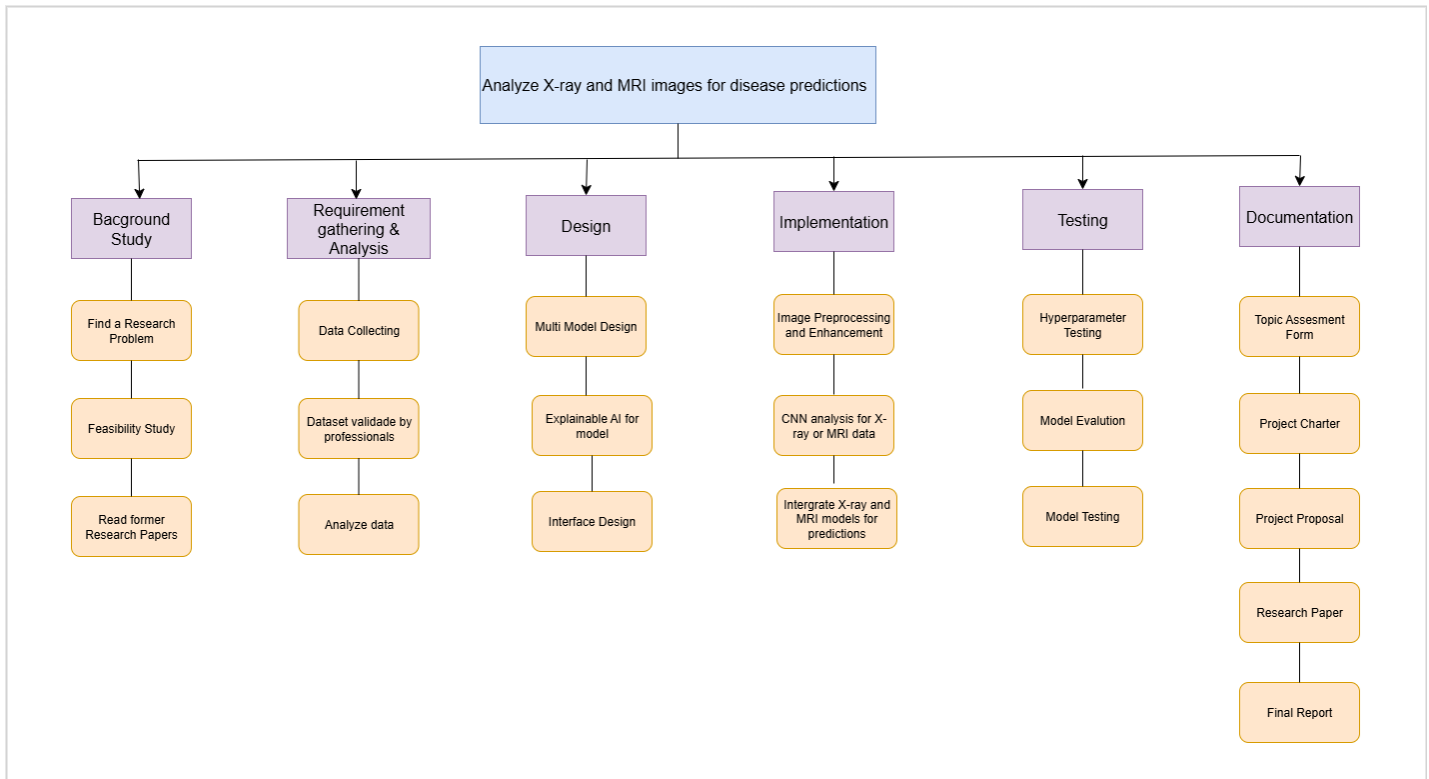 Analyze X-ray and MRI images for disease predictions
Bacground
Study
Find a Research
Problem
Feasibility Study
Read former
Research Papers
Requirement
gathering &
Analysis
Data Collecting
Dataset validade by
professionals
Analyze data
Design
Multi Model Design
Explainable AI for
model
Interface Design
Implementation
Image Preprocessing
and Enhancement
CNN analysis for X-
ray or MRI data
Intergrate X-ray and
MRI models for
predictions
Testing
Hyperparameter
Testing
Model Evalution
Model Testing
Documentation
Topic Assesment
Form
Project Charter
Project Proposal
Research Paper
Final Report